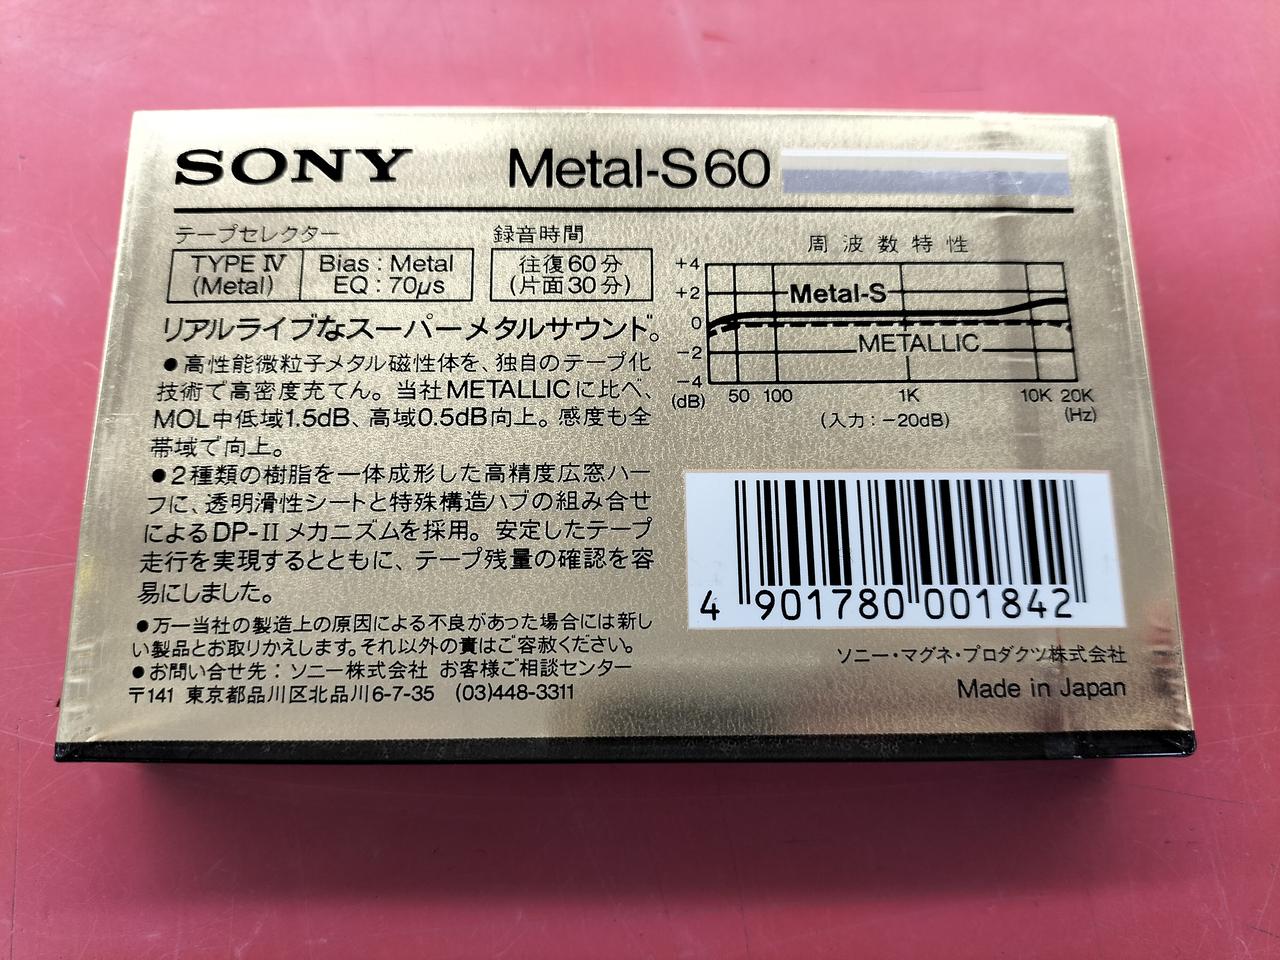 SONY Metal-S60
テープセレクター
TYPE IV
(Metal)
Bias : Metal
EQ : 70μs
録音時間
往復60分
(片面30分)
リアルライブなスーパーメタルサウンド。
●高性能微粒子メタル磁性体を、独自のテープ化
技術で高密度充てん。当社METALLICに比べ、
MOL中低域1.5dB、高域0.5dB向上。感度も全
帯域で向上。
●2種類の樹脂を一体成形した高精度広窓ハー
フに、透明滑性シートと特殊構造ハブの組み合せ
によるDP-IIメカニズムを採用。安定したテープ
走行を実現するとともに、テープ残量の確認を容
易にしました。
●万一当社の製造上の原因による不良があった場合には新し
い製品とお取りかえします。それ以外の責はご容赦ください。
●お問い合せ先：ソニー株式会社 お客様ご相談センター
〒141 東京都品川区北品川6-7-35 (03)448-3311
周波数特性
+4
+2
0
-2
-4
(dB)
Metal-S
METALLIC
50 100 1K 10K 20K
(Hz)
(入力：-20dB)
4 901780 001842
ソニー・マグネ・プロダクツ株式会社
Made in Japan